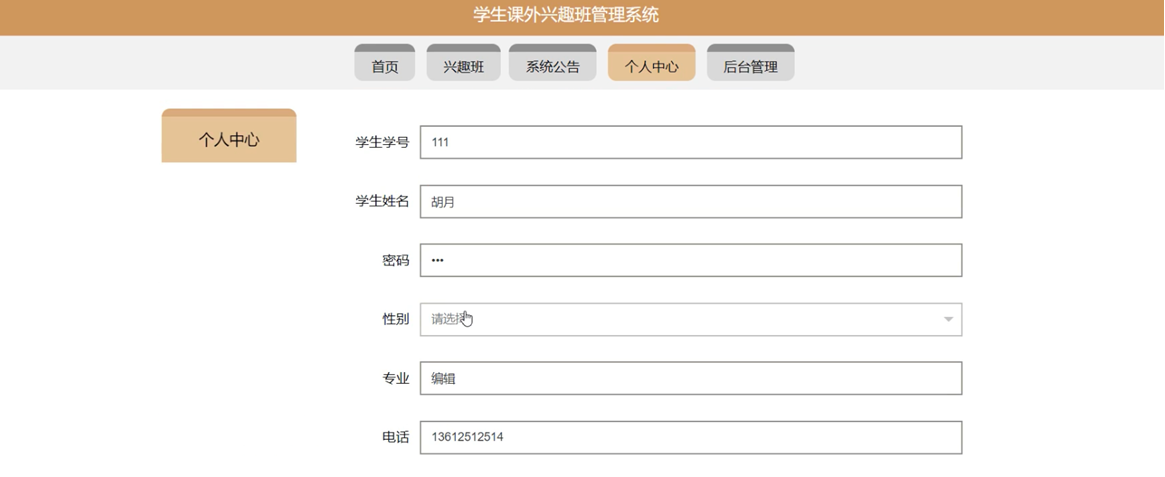 学生课外兴趣班管理系统
首页 兴趣班 系统公告 个人中心 后台管理
个人中心
学生学号 111
学生姓名 胡月
密码 •••
性别 请选择
专业 编辑
电话 13612512514